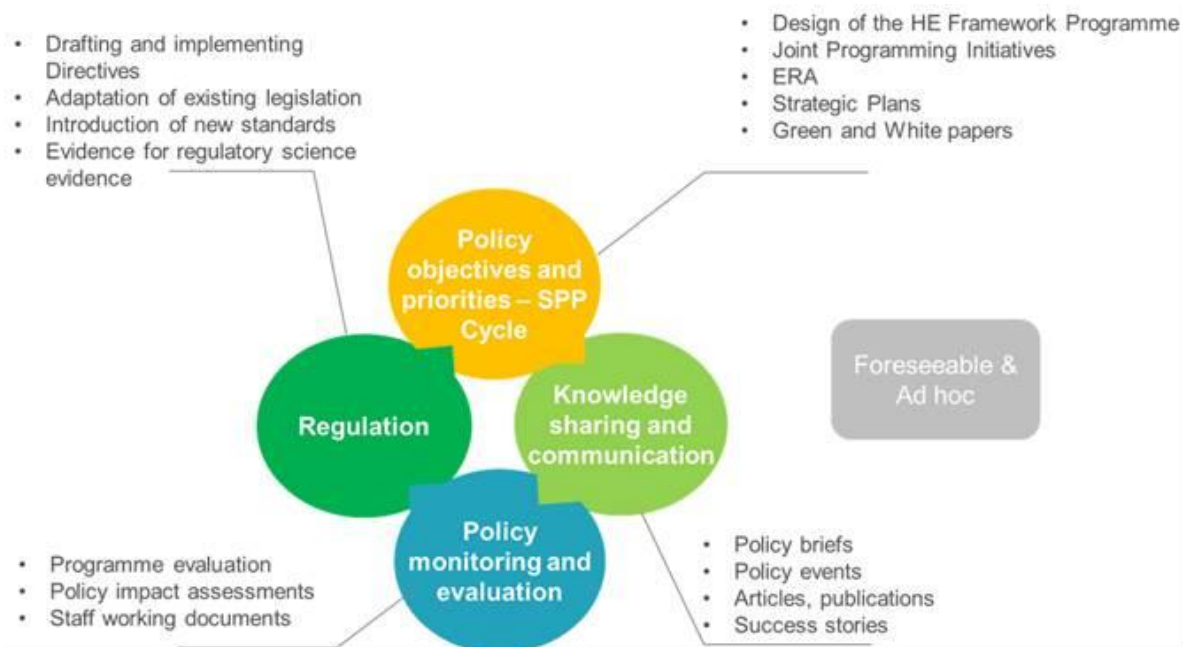 • Drafting and implementing
Directives
• Adaptation of existing legislation
• Introduction of new standards
• Evidence for regulatory science
evidence
• Design of the HE Framework Programme
• Joint Programming Initiatives
• ERA
• Strategic Plans
• Green and White papers
Policy
objectives and
priorities – SPP
Cycle
Regulation
Knowledge
sharing and
communication
Foreseeable &
Ad hoc
Policy
monitoring and
evaluation
• Programme evaluation
• Policy impact assessments
• Staff working documents
• Policy briefs
• Policy events
• Articles, publications
• Success stories